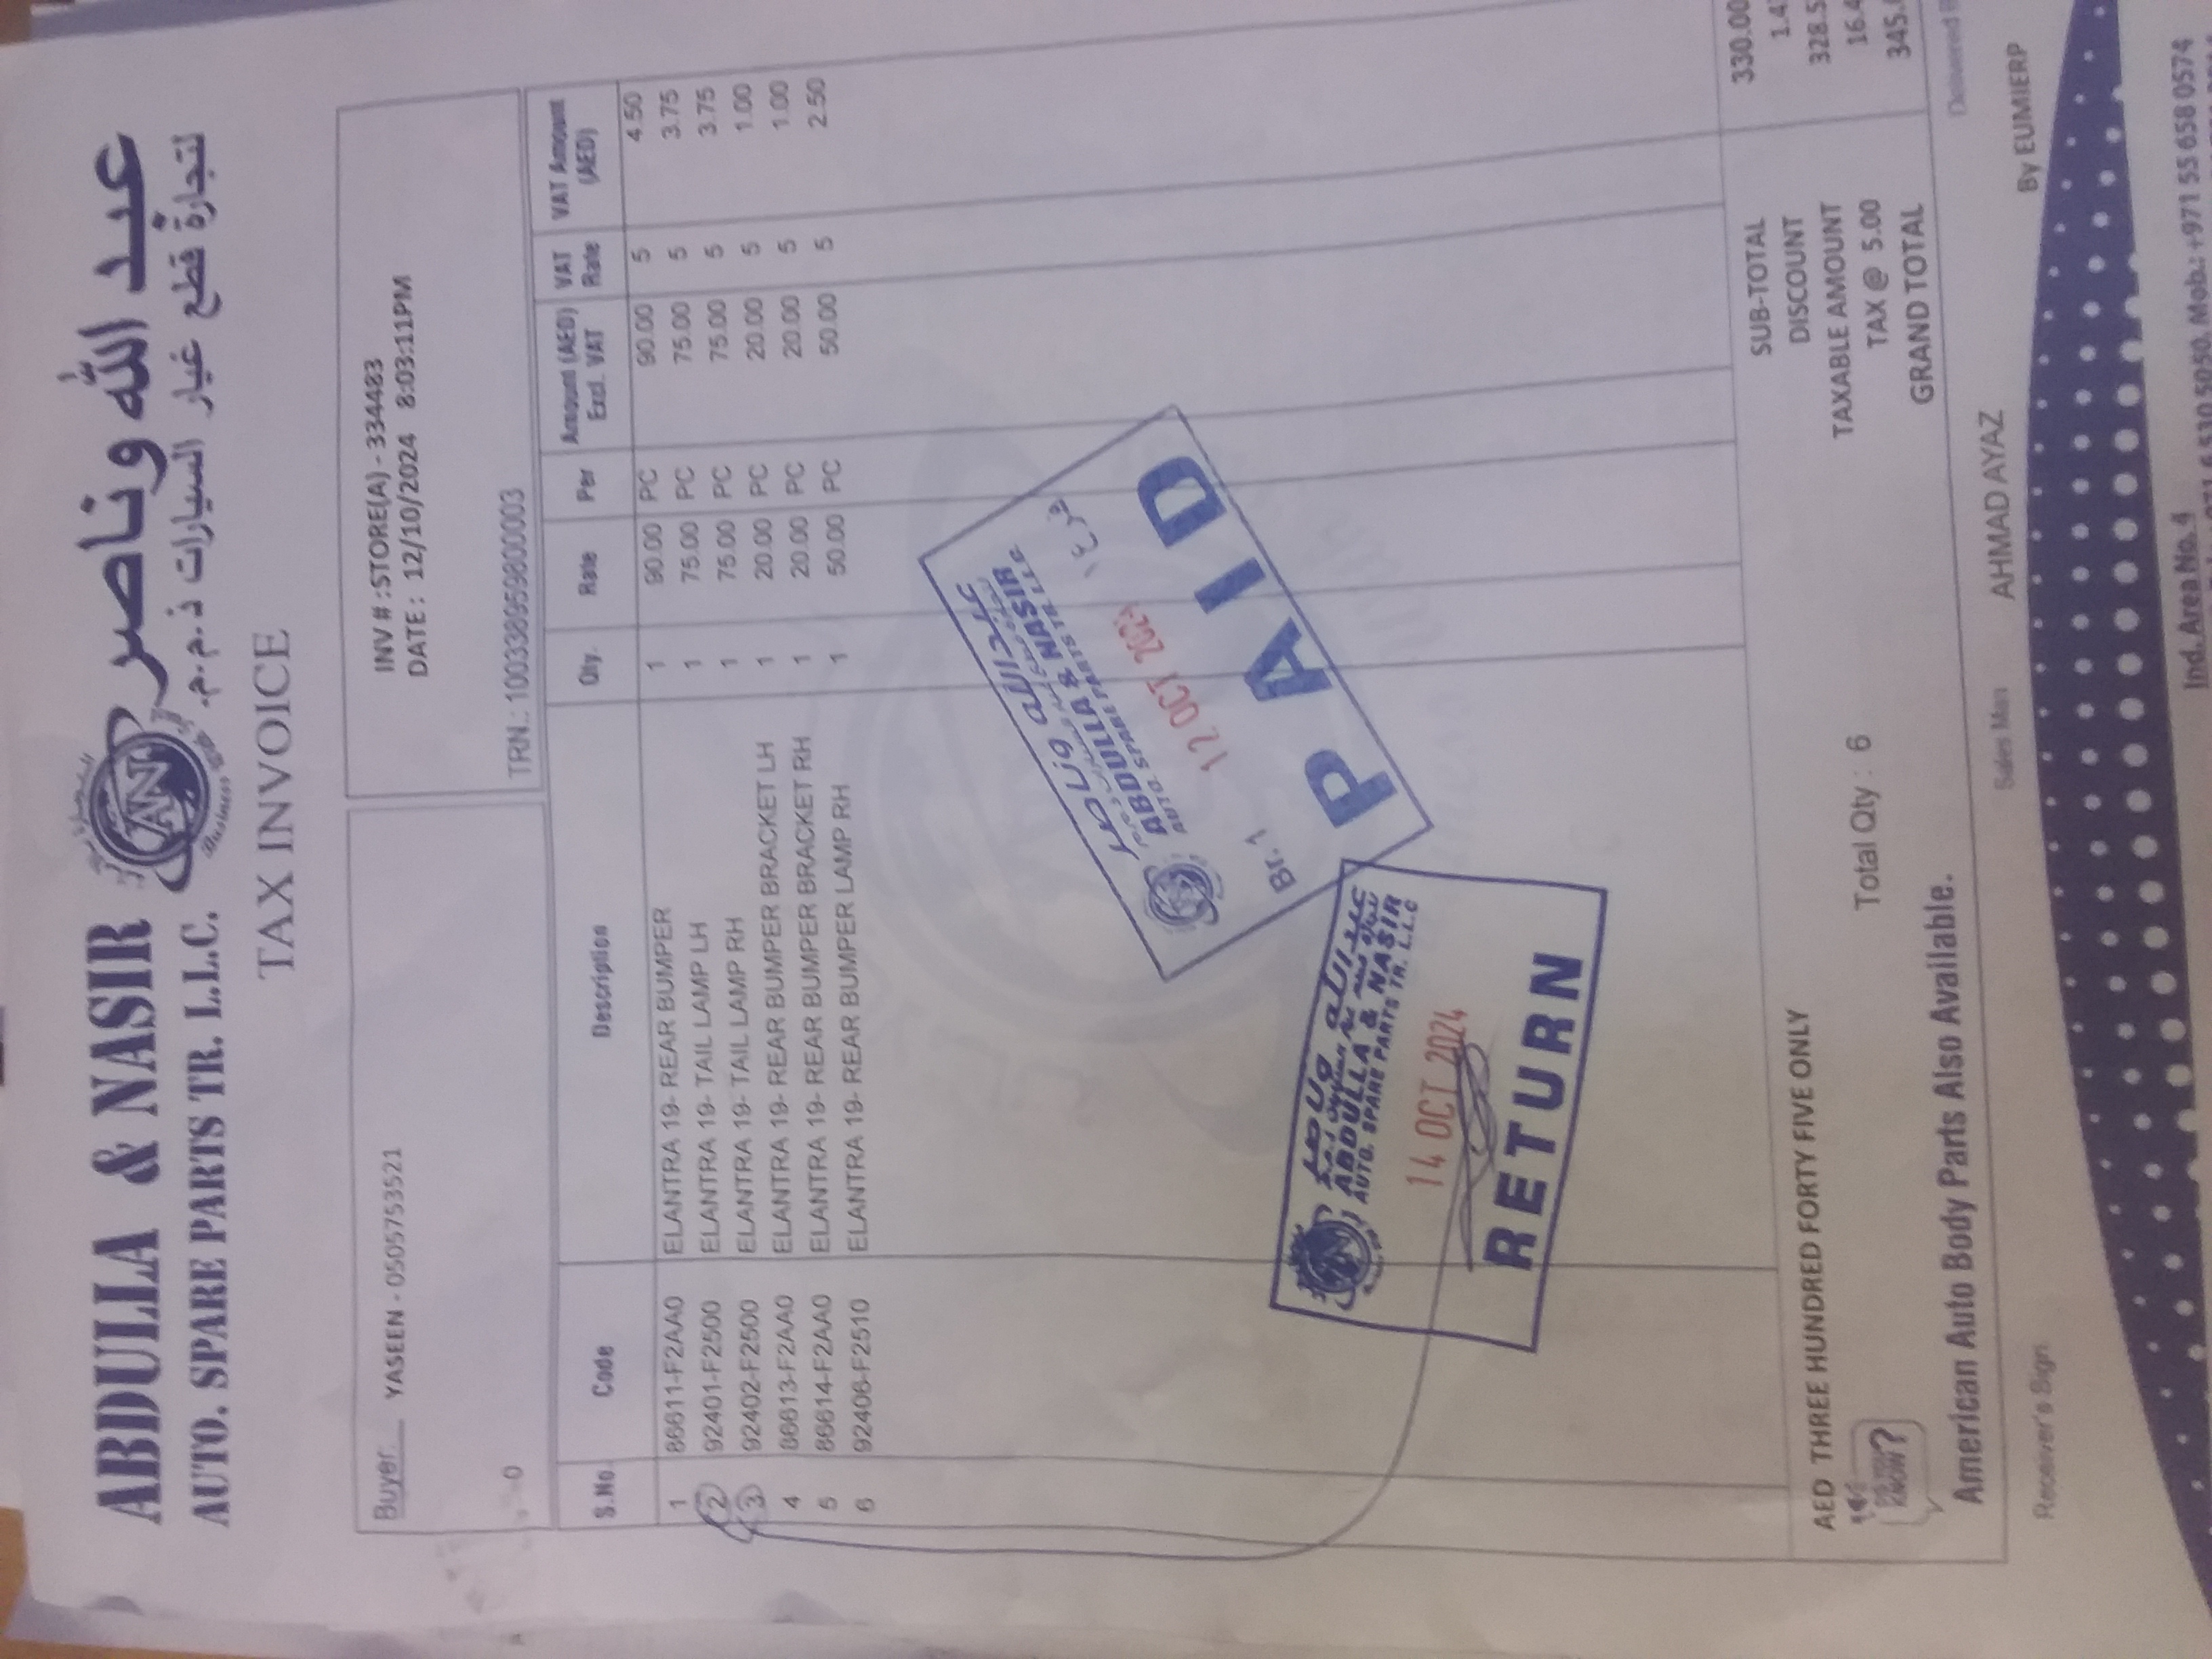 ABDULLA & NASIR
عبد الله وناصر
AUTO. SPARE PARTS TR. L.L.C.
لتجارة قطع غيار السيارات ذ.م.م.
AN
TAX INVOICE
Buyer YASEEN - 0505753521
INV # :STORE(A) - 334483
DATE : 12/10/2024 8:03:11PM
TRN.: 100338959800003
S.No. Code Description Qty. Rate Per Amount (AED) Excl. VAT VAT Rate VAT Amount (AED)
1 86611-F2AA0 ELANTRA 19- REAR BUMPER 1 90.00 PC 90.00 5 4.50
2 92401-F2500 ELANTRA 19- TAIL LAMP LH 1 75.00 PC 75.00 5 3.75
3 92402-F2500 ELANTRA 19- TAIL LAMP RH 1 75.00 PC 75.00 5 3.75
4 86613-F2AA0 ELANTRA 19- REAR BUMPER BRACKET LH 1 20.00 PC 20.00 5 1.00
5 86614-F2AA0 ELANTRA 19- REAR BUMPER BRACKET RH 1 20.00 PC 20.00 5 1.00
6 92406-F2510 ELANTRA 19- REAR BUMPER LAMP RH 1 50.00 PC 50.00 5 2.50
عبدالله وناصر
ABDULLA & NASIR
AUTO. SPARE PARTS TR. L.L.C
12 OCT 2024
Br.1
PAID
عبدالله وناصر
ABDULLA & NASIR
AUTO. SPARE PARTS TR. L.L.C
14 OCT 2024
RETURN
SUB-TOTAL 330.00
DISCOUNT
TAXABLE AMOUNT
TAX @ 5.00
GRAND TOTAL
AED THREE HUNDRED FORTY FIVE ONLY
Total Qty : 6
American Auto Body Parts Also Available.
Receiver's Sign
Sales Man AHMAD AYAZ
By EUMIERP
Ind. Area No. 4
Mob.: +971 55 658 0574